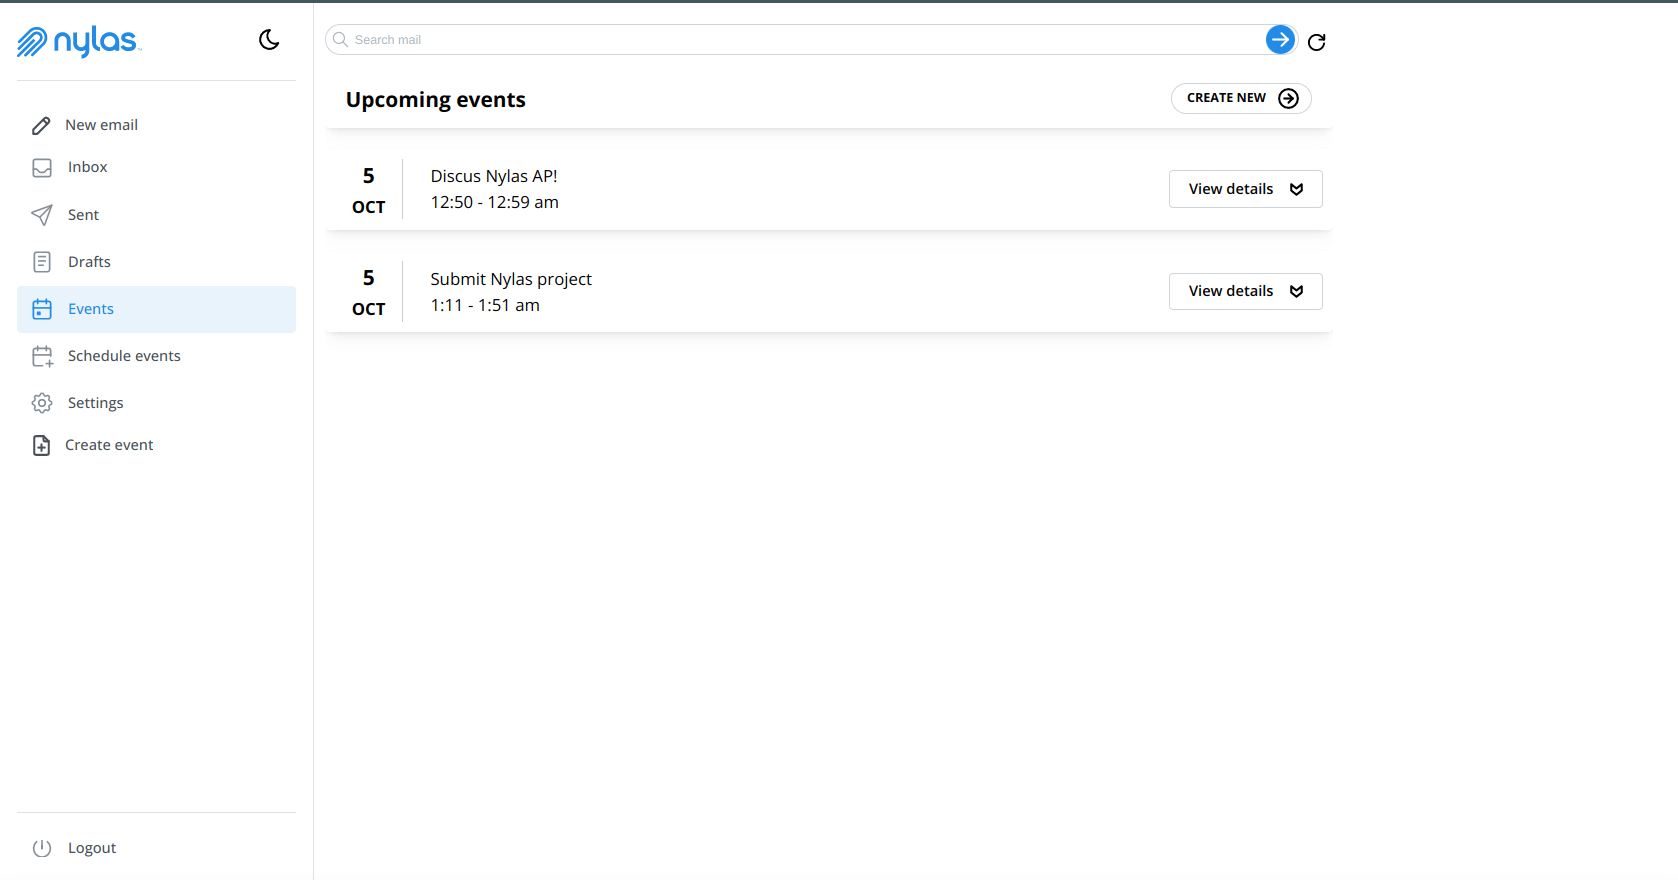 nylas
Search mail
Upcoming events
CREATE NEW
New email
Inbox
Sent
Drafts
Events
Schedule events
Settings
Create event
Logout
5
OCT
Discus Nylas AP!
12:50 - 12:59 am
View details
5
OCT
Submit Nylas project
1:11 - 1:51 am
View details